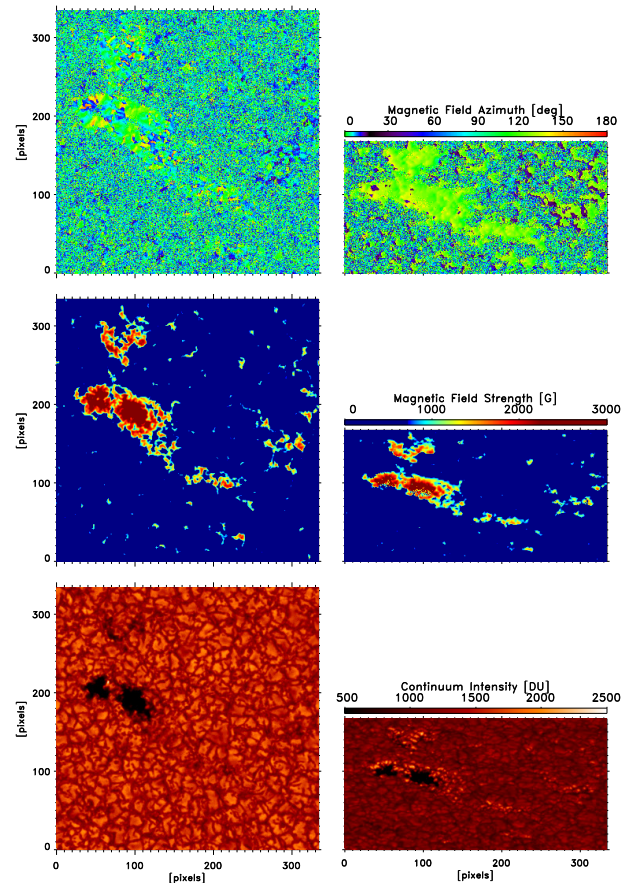 300
200
100
0
[pixels]
Magnetic Field Azimuth [deg]
0 30 60 90 120 150 180
300
200
100
0
[pixels]
Magnetic Field Strength [G]
0 1000 2000 3000
300
200
100
0
[pixels]
0 100 200 300
[pixels]
Continuum Intensity [DU]
500 1000 1500 2000 2500
0 100 200 300
[pixels]